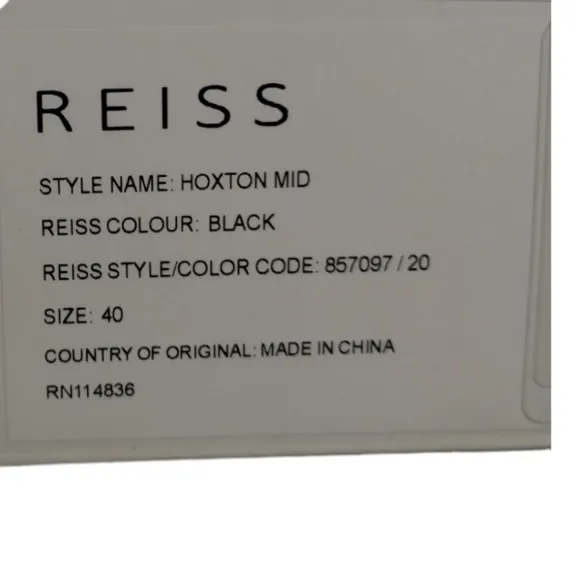 REISS
STYLE NAME: HOXTON MID
REISS COLOUR: BLACK
REISS STYLE/COLOR CODE: 857097 / 20
SIZE: 40
COUNTRY OF ORIGINAL: MADE IN CHINA
RN114836